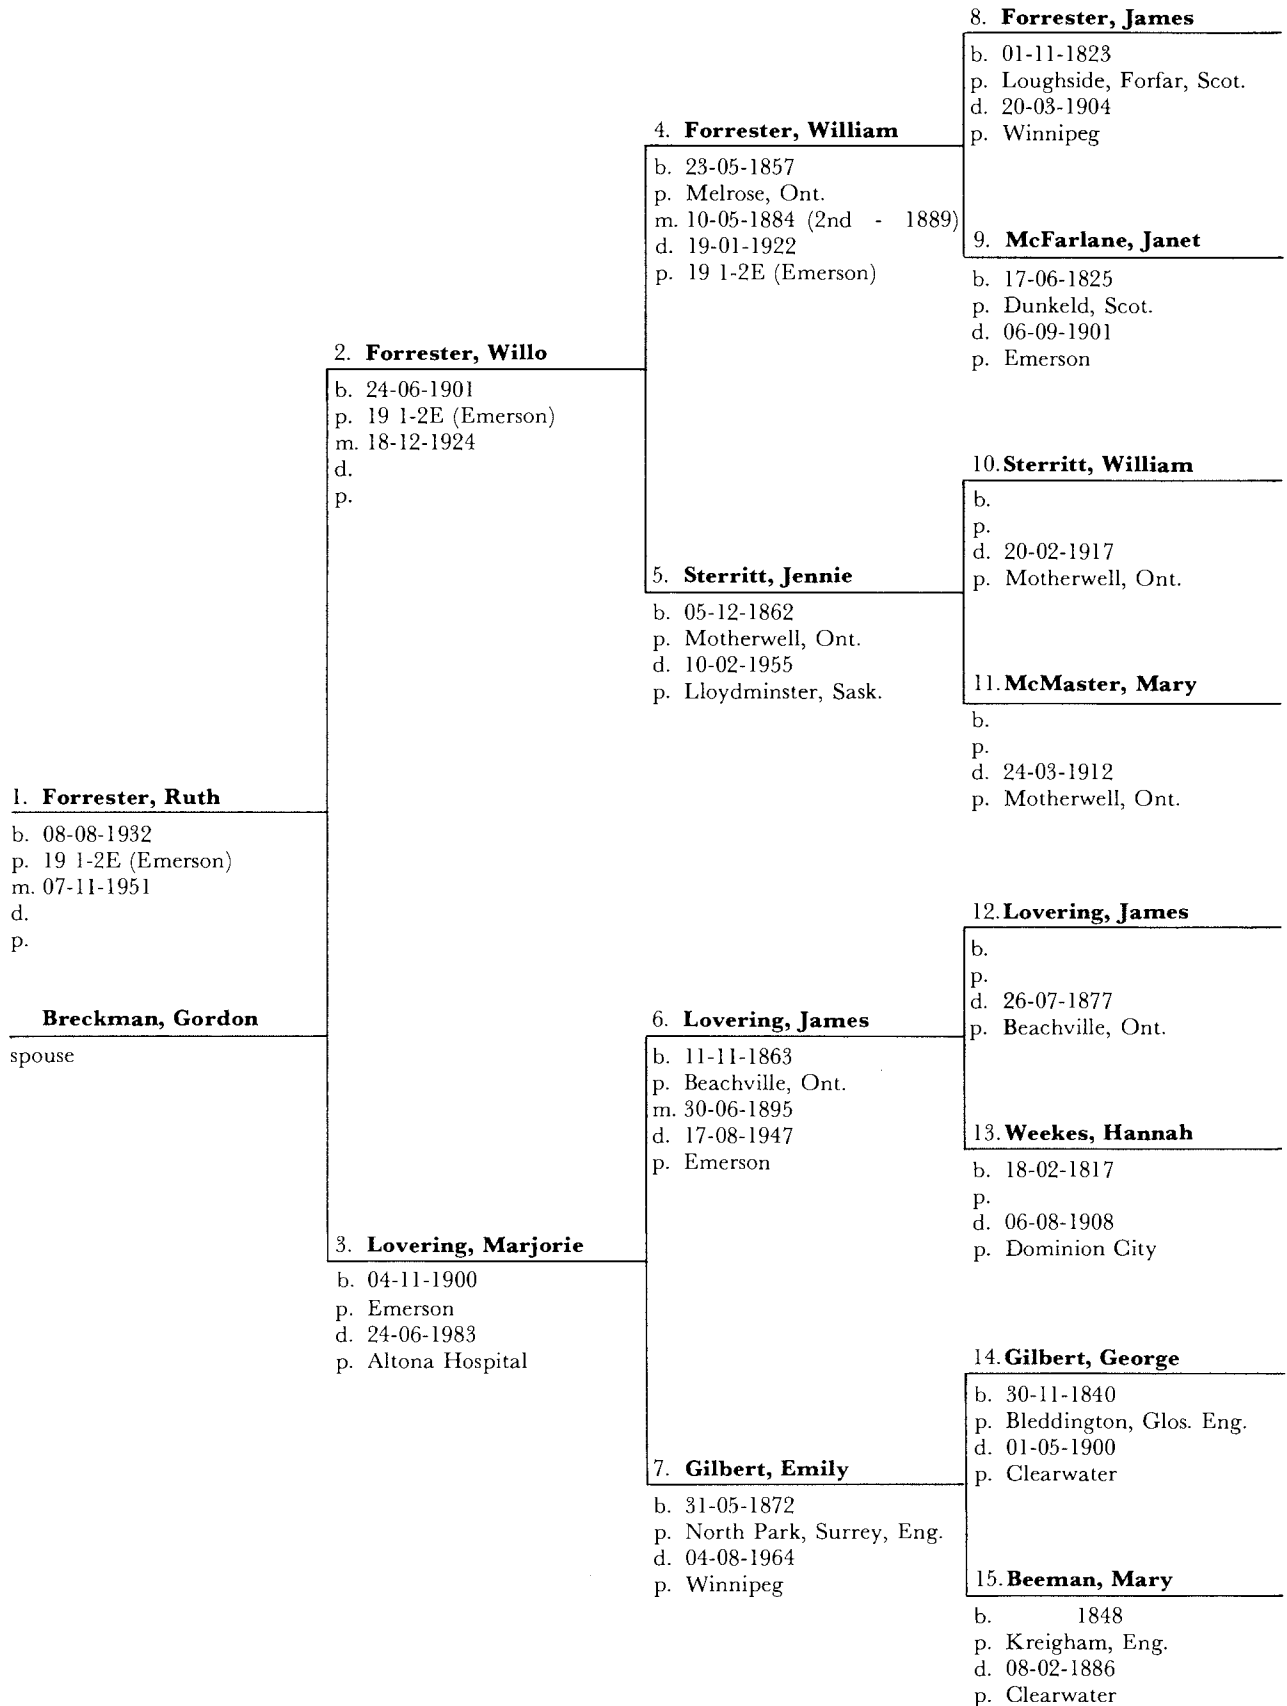 1. Forrester, Ruth
b. 08-08-1932
p. 19 1-2E (Emerson)
m. 07-11-1951
d.
p.
Breckman, Gordon
spouse
2. Forrester, Willo
b. 24-06-1901
p. 19 1-2E (Emerson)
m. 18-12-1924
d.
p.
3. Lovering, Marjorie
b. 04-11-1900
p. Emerson
d. 24-06-1983
p. Altona Hospital
4. Forrester, William
b. 23-05-1857
p. Melrose, Ont.
m. 10-05-1884 (2nd - 1889)
d. 19-01-1922
p. 19 1-2E (Emerson)
5. Sterritt, Jennie
b. 05-12-1862
p. Motherwell, Ont.
d. 10-02-1955
p. Lloydminster, Sask.
6. Lovering, James
b. 11-11-1863
p. Beachville, Ont.
m. 30-06-1895
d. 17-08-1947
p. Emerson
7. Gilbert, Emily
b. 31-05-1872
p. North Park, Surrey, Eng.
d. 04-08-1964
p. Winnipeg
8. Forrester, James
b. 01-11-1823
p. Loughside, Forfar, Scot.
d. 20-03-1904
p. Winnipeg
9. McFarlane, Janet
b. 17-06-1825
p. Dunkeld, Scot.
d. 06-09-1901
p. Emerson
10. Sterritt, William
b.
p.
d. 20-02-1917
p. Motherwell, Ont.
11. McMaster, Mary
b.
p.
d. 24-03-1912
p. Motherwell, Ont.
12. Lovering, James
b.
p.
d. 26-07-1877
p. Beachville, Ont.
13. Weekes, Hannah
b. 18-02-1817
p.
d. 06-08-1908
p. Dominion City
14. Gilbert, George
b. 30-11-1840
p. Bleddington, Glos. Eng.
d. 01-05-1900
p. Clearwater
15. Beeman, Mary
b. 1848
p. Kreigham, Eng.
d. 08-02-1886
p. Clearwater